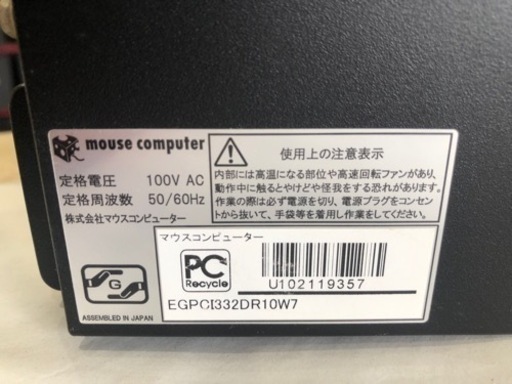 mouse computer
定格電圧 100V AC
定格周波数 50/60Hz
株式会社マウスコンピューター
使用上の注意表示
内部には高温になる部位や高速回転ファンがあり、
動作中に触るとやけどや怪我をする恐れがあります。
作業の際は必ず電源を切り、電源プラグをコンセン
トから抜いて、手袋等を着用し作業をしてください。
G
ASSEMBLED IN JAPAN
マウスコンピューター
PC
Recycle
U102119357
EGPCI332DR10W7